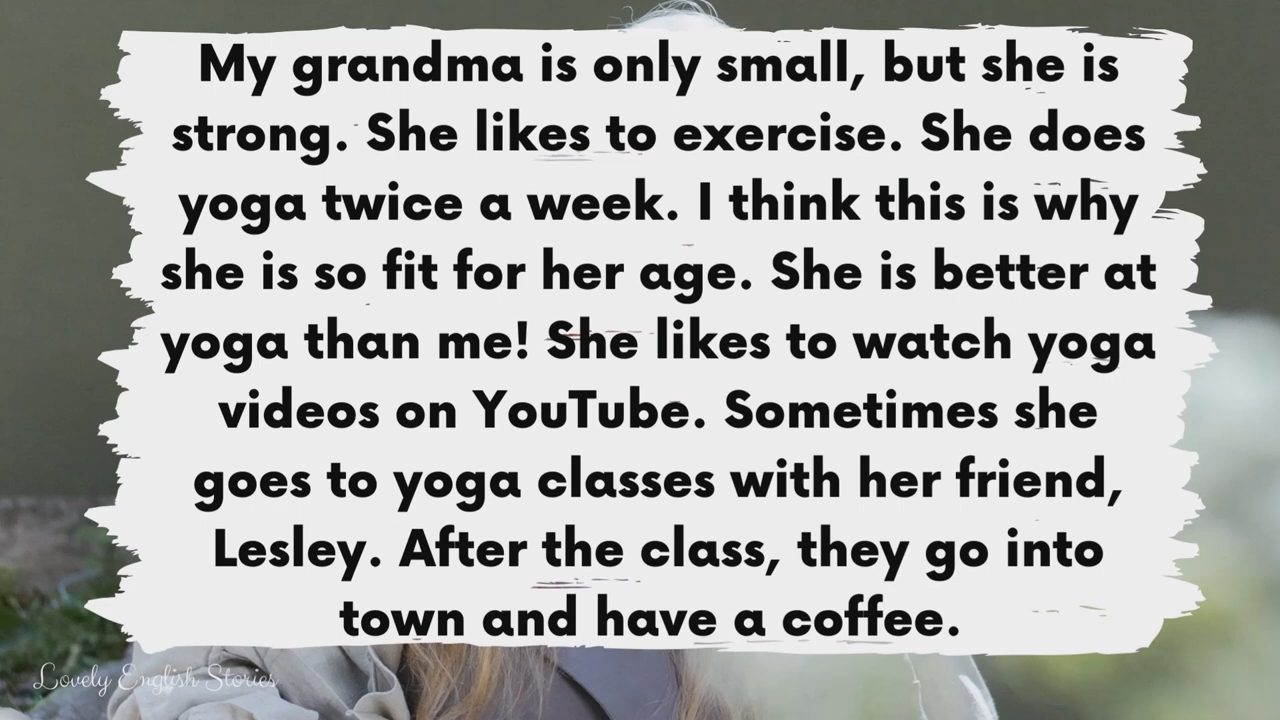 My grandma is only small, but she is
strong. She likes to exercise. She does
yoga twice a week. I think this is why
she is so fit for her age. She is better at
yoga than me! She likes to watch yoga
videos on YouTube. Sometimes she
goes to yoga classes with her friend,
Lesley. After the class, they go into
town and have a coffee.
Lovely English Stories